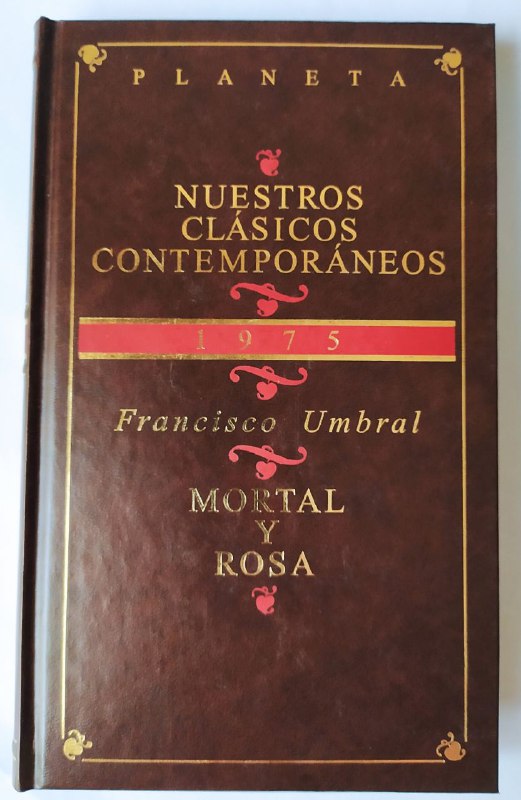 PLANETA
NUESTROS
CLÁSICOS
CONTEMPORÁNEOS
1975
Francisco Umbral
MORTAL
Y
ROSA